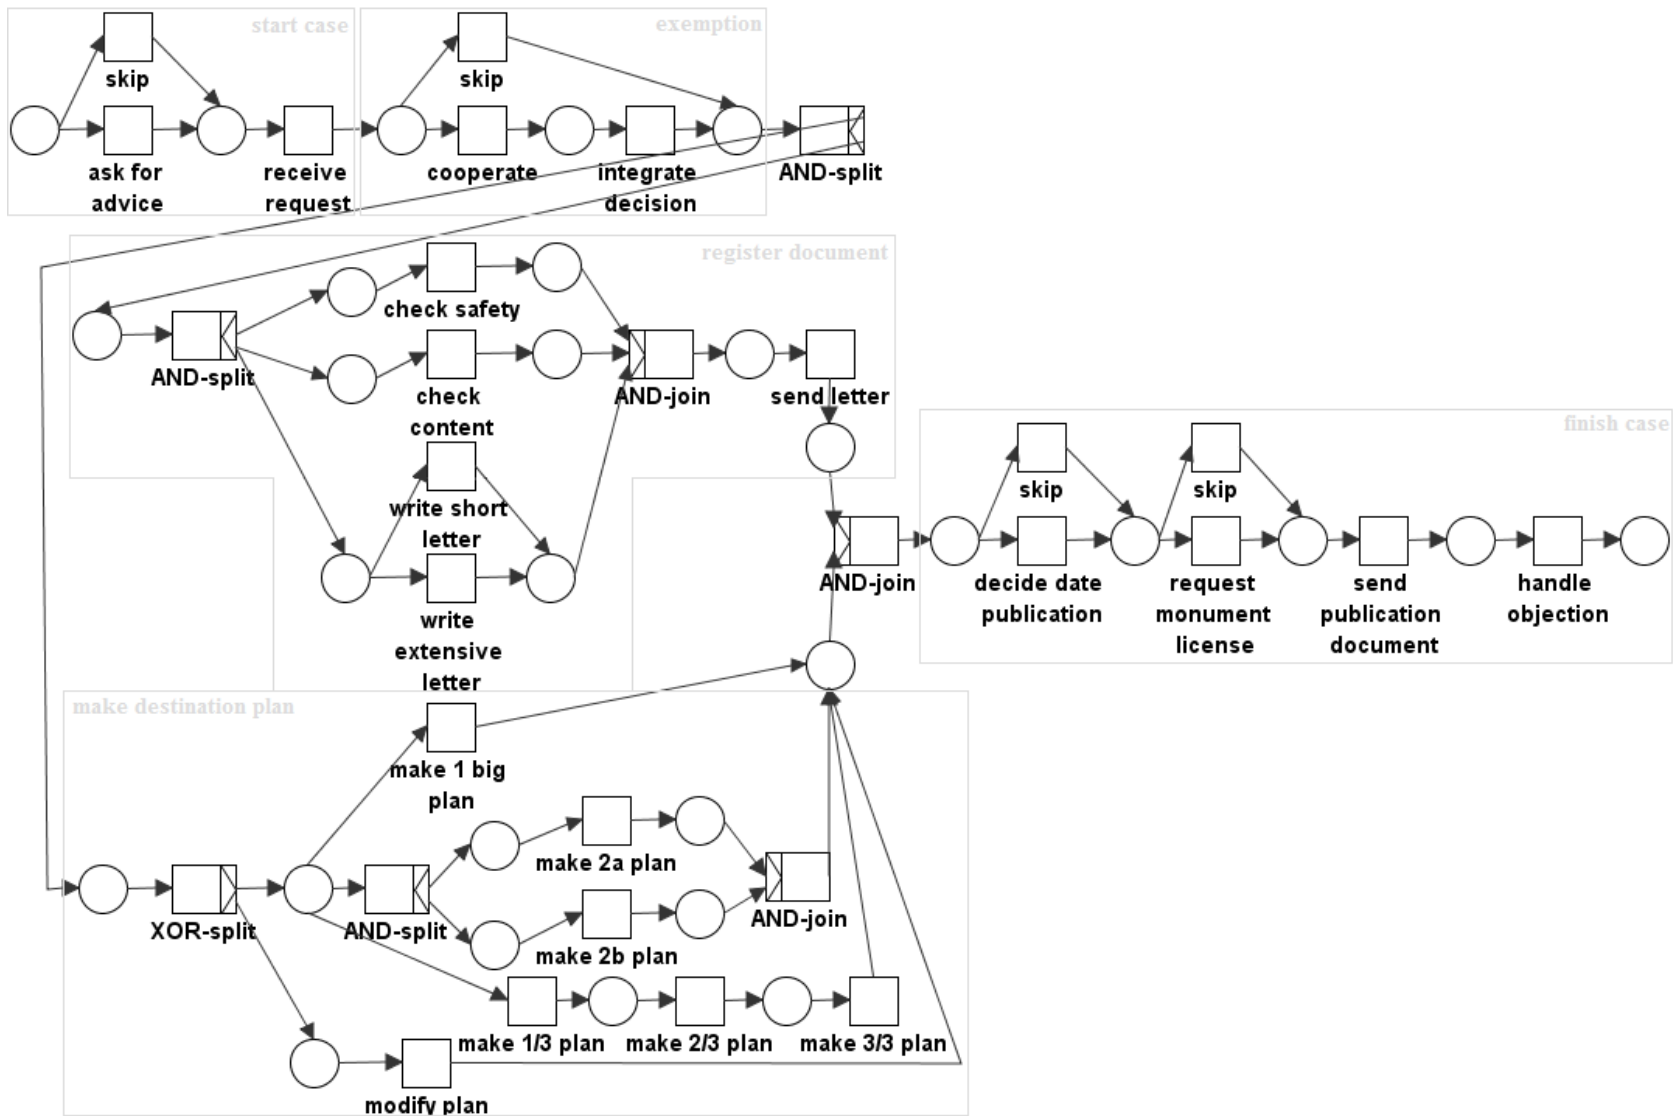 start case
exemption
skip
skip
ask for
advice
receive
request
cooperate
integrate
decision
AND-split
register document
check safety
AND-split
check
content
AND-join
send letter
finish case
write short
letter
skip
skip
write
extensive
letter
AND-join
decide date
publication
request
monument
license
send
publication
document
handle
objection
make destination plan
make 1 big
plan
make 2a plan
XOR-split
AND-split
AND-join
make 2b plan
make 1/3 plan
make 2/3 plan
make 3/3 plan
modify plan